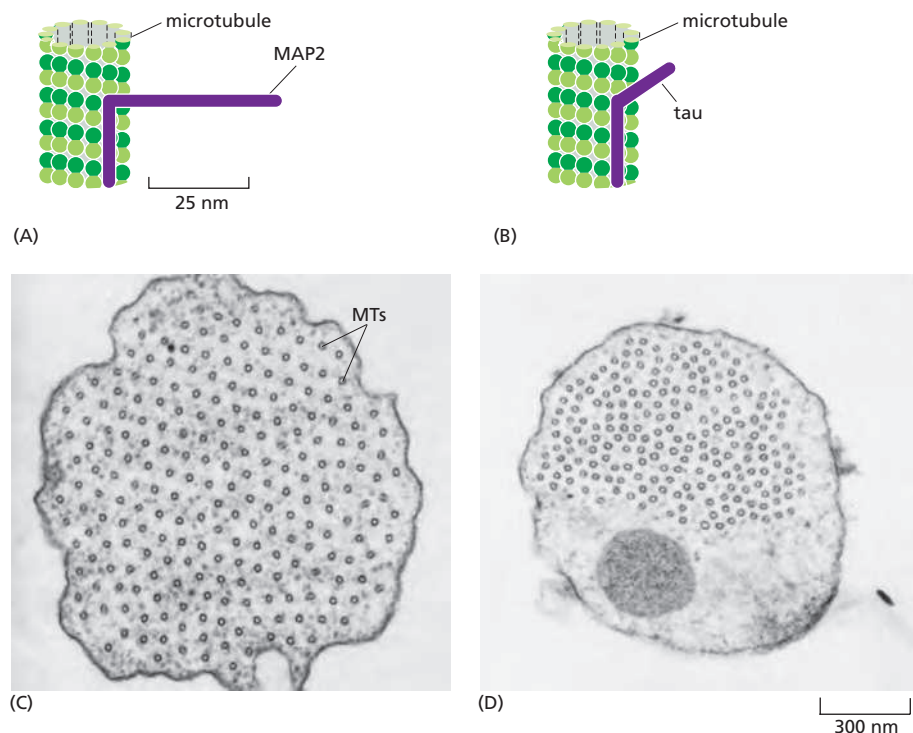 microtubule
MAP2
25 nm
(A)
microtubule
tau
(B)
MTs
(C)
(D)
300 nm